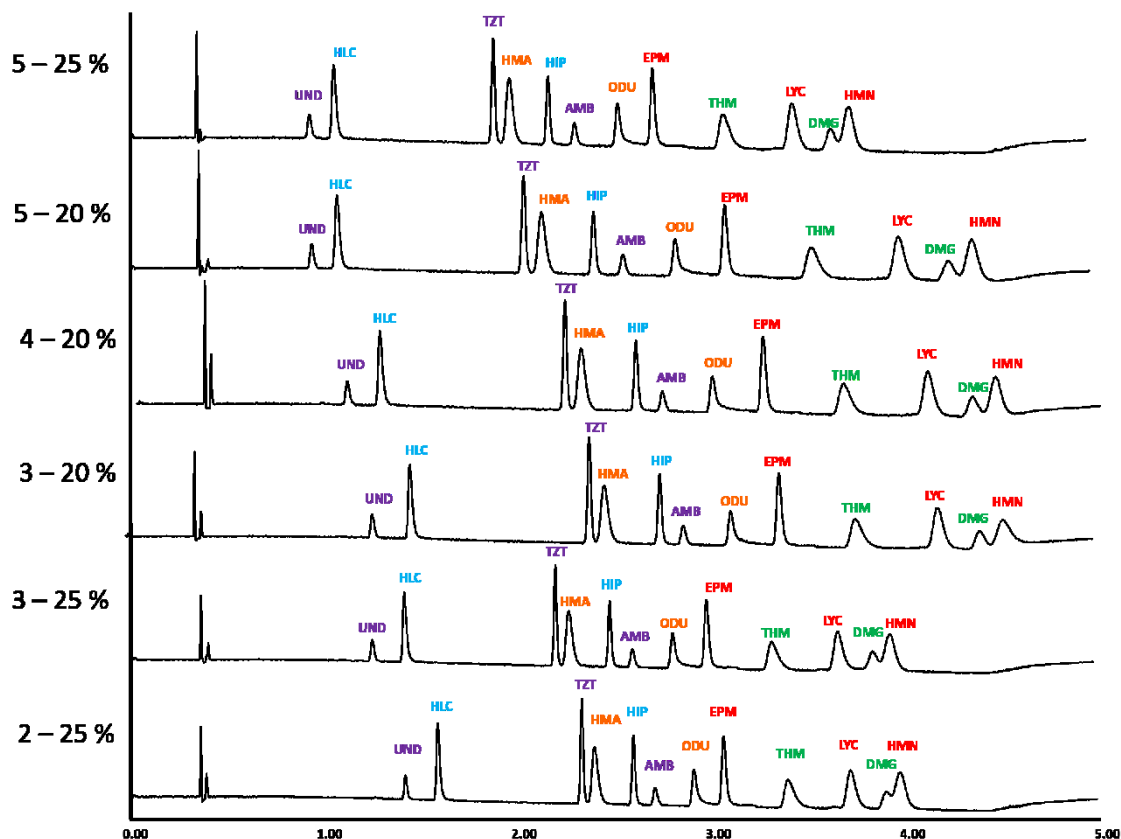 5 – 25 %
UND HLC TZT HMA HIP AMB ODU EPM THM LYC DMG HMN
5 – 20 %
UND HLC TZT HMA HIP AMB ODU EPM THM LYC DMG HMN
4 – 20 %
UND HLC TZT HMA HIP AMB ODU EPM THM LYC DMG HMN
3 – 20 %
UND HLC TZT HMA HIP AMB ODU EPM THM LYC DMG HMN
3 – 25 %
UND HLC TZT HMA HIP AMB ODU EPM THM LYC DMG HMN
2 – 25 %
UND HLC TZT HMA HIP AMB ODU EPM THM LYC DMG HMN
0.00 1.00 2.00 3.00 4.00 5.00